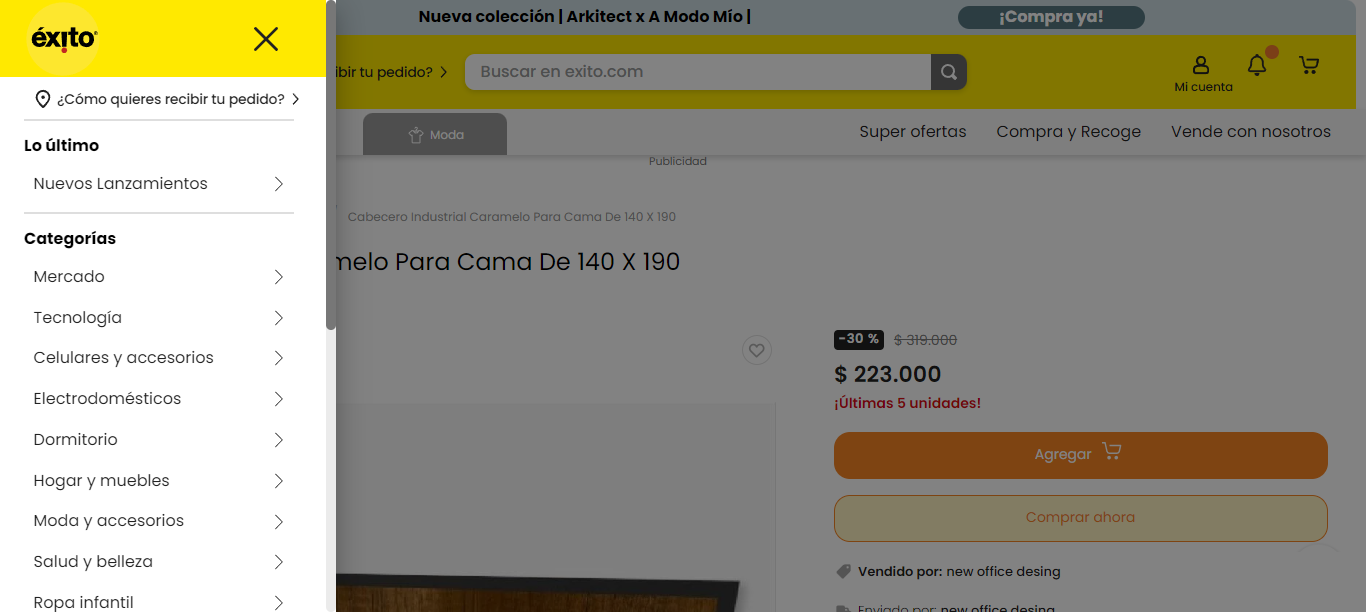 éxito
¿Cómo quieres recibir tu pedido?
Lo último
Nuevos Lanzamientos
Categorías
Mercado
Tecnología
Celulares y accesorios
Electrodomésticos
Dormitorio
Hogar y muebles
Moda y accesorios
Salud y belleza
Ropa infantil
Nueva colección | Arkitect x A Modo Mío |
¡Compra ya!
tu pedido?
Buscar en exito.com
Mi cuenta
Moda
Super ofertas
Compra y Recoge
Vende con nosotros
Publicidad
Cabecero Industrial Caramelo Para Cama De 140 X 190
melo Para Cama De 140 X 190
-30 %
$ 319.000
$ 223.000
¡Últimas 5 unidades!
Agregar
Comprar ahora
Vendido por: new office desing
Enviado por: new office desing